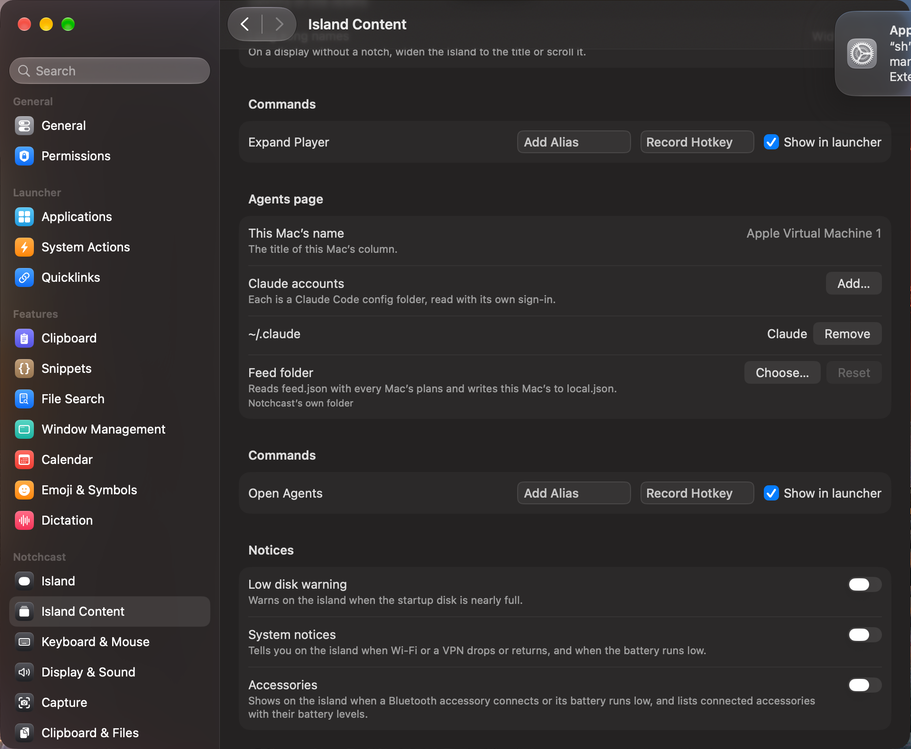 Island Content
On a display without a notch, widen the island to the title or scroll it.
App
"sh"
mar
Exte
Search
General
General
Permissions
Launcher
Applications
System Actions
Quicklinks
Features
Clipboard
Snippets
File Search
Window Management
Calendar
Emoji & Symbols
Dictation
Notchcast
Island
Island Content
Keyboard & Mouse
Display & Sound
Capture
Clipboard & Files
Commands
Expand Player Add Alias Record Hotkey Show in launcher
Agents page
This Mac's name Apple Virtual Machine 1
The title of this Mac's column.
Claude accounts Add...
Each is a Claude Code config folder, read with its own sign-in.
~/.claude Claude Remove
Feed folder Choose... Reset
Reads feed.json with every Mac's plans and writes this Mac's to local.json.
Notchcast's own folder
Commands
Open Agents Add Alias Record Hotkey Show in launcher
Notices
Low disk warning
Warns on the island when the startup disk is nearly full.
System notices
Tells you on the island when Wi-Fi or a VPN drops or returns, and when the battery runs low.
Accessories
Shows on the island when a Bluetooth accessory connects or its battery runs low, and lists connected accessories
with their battery levels.